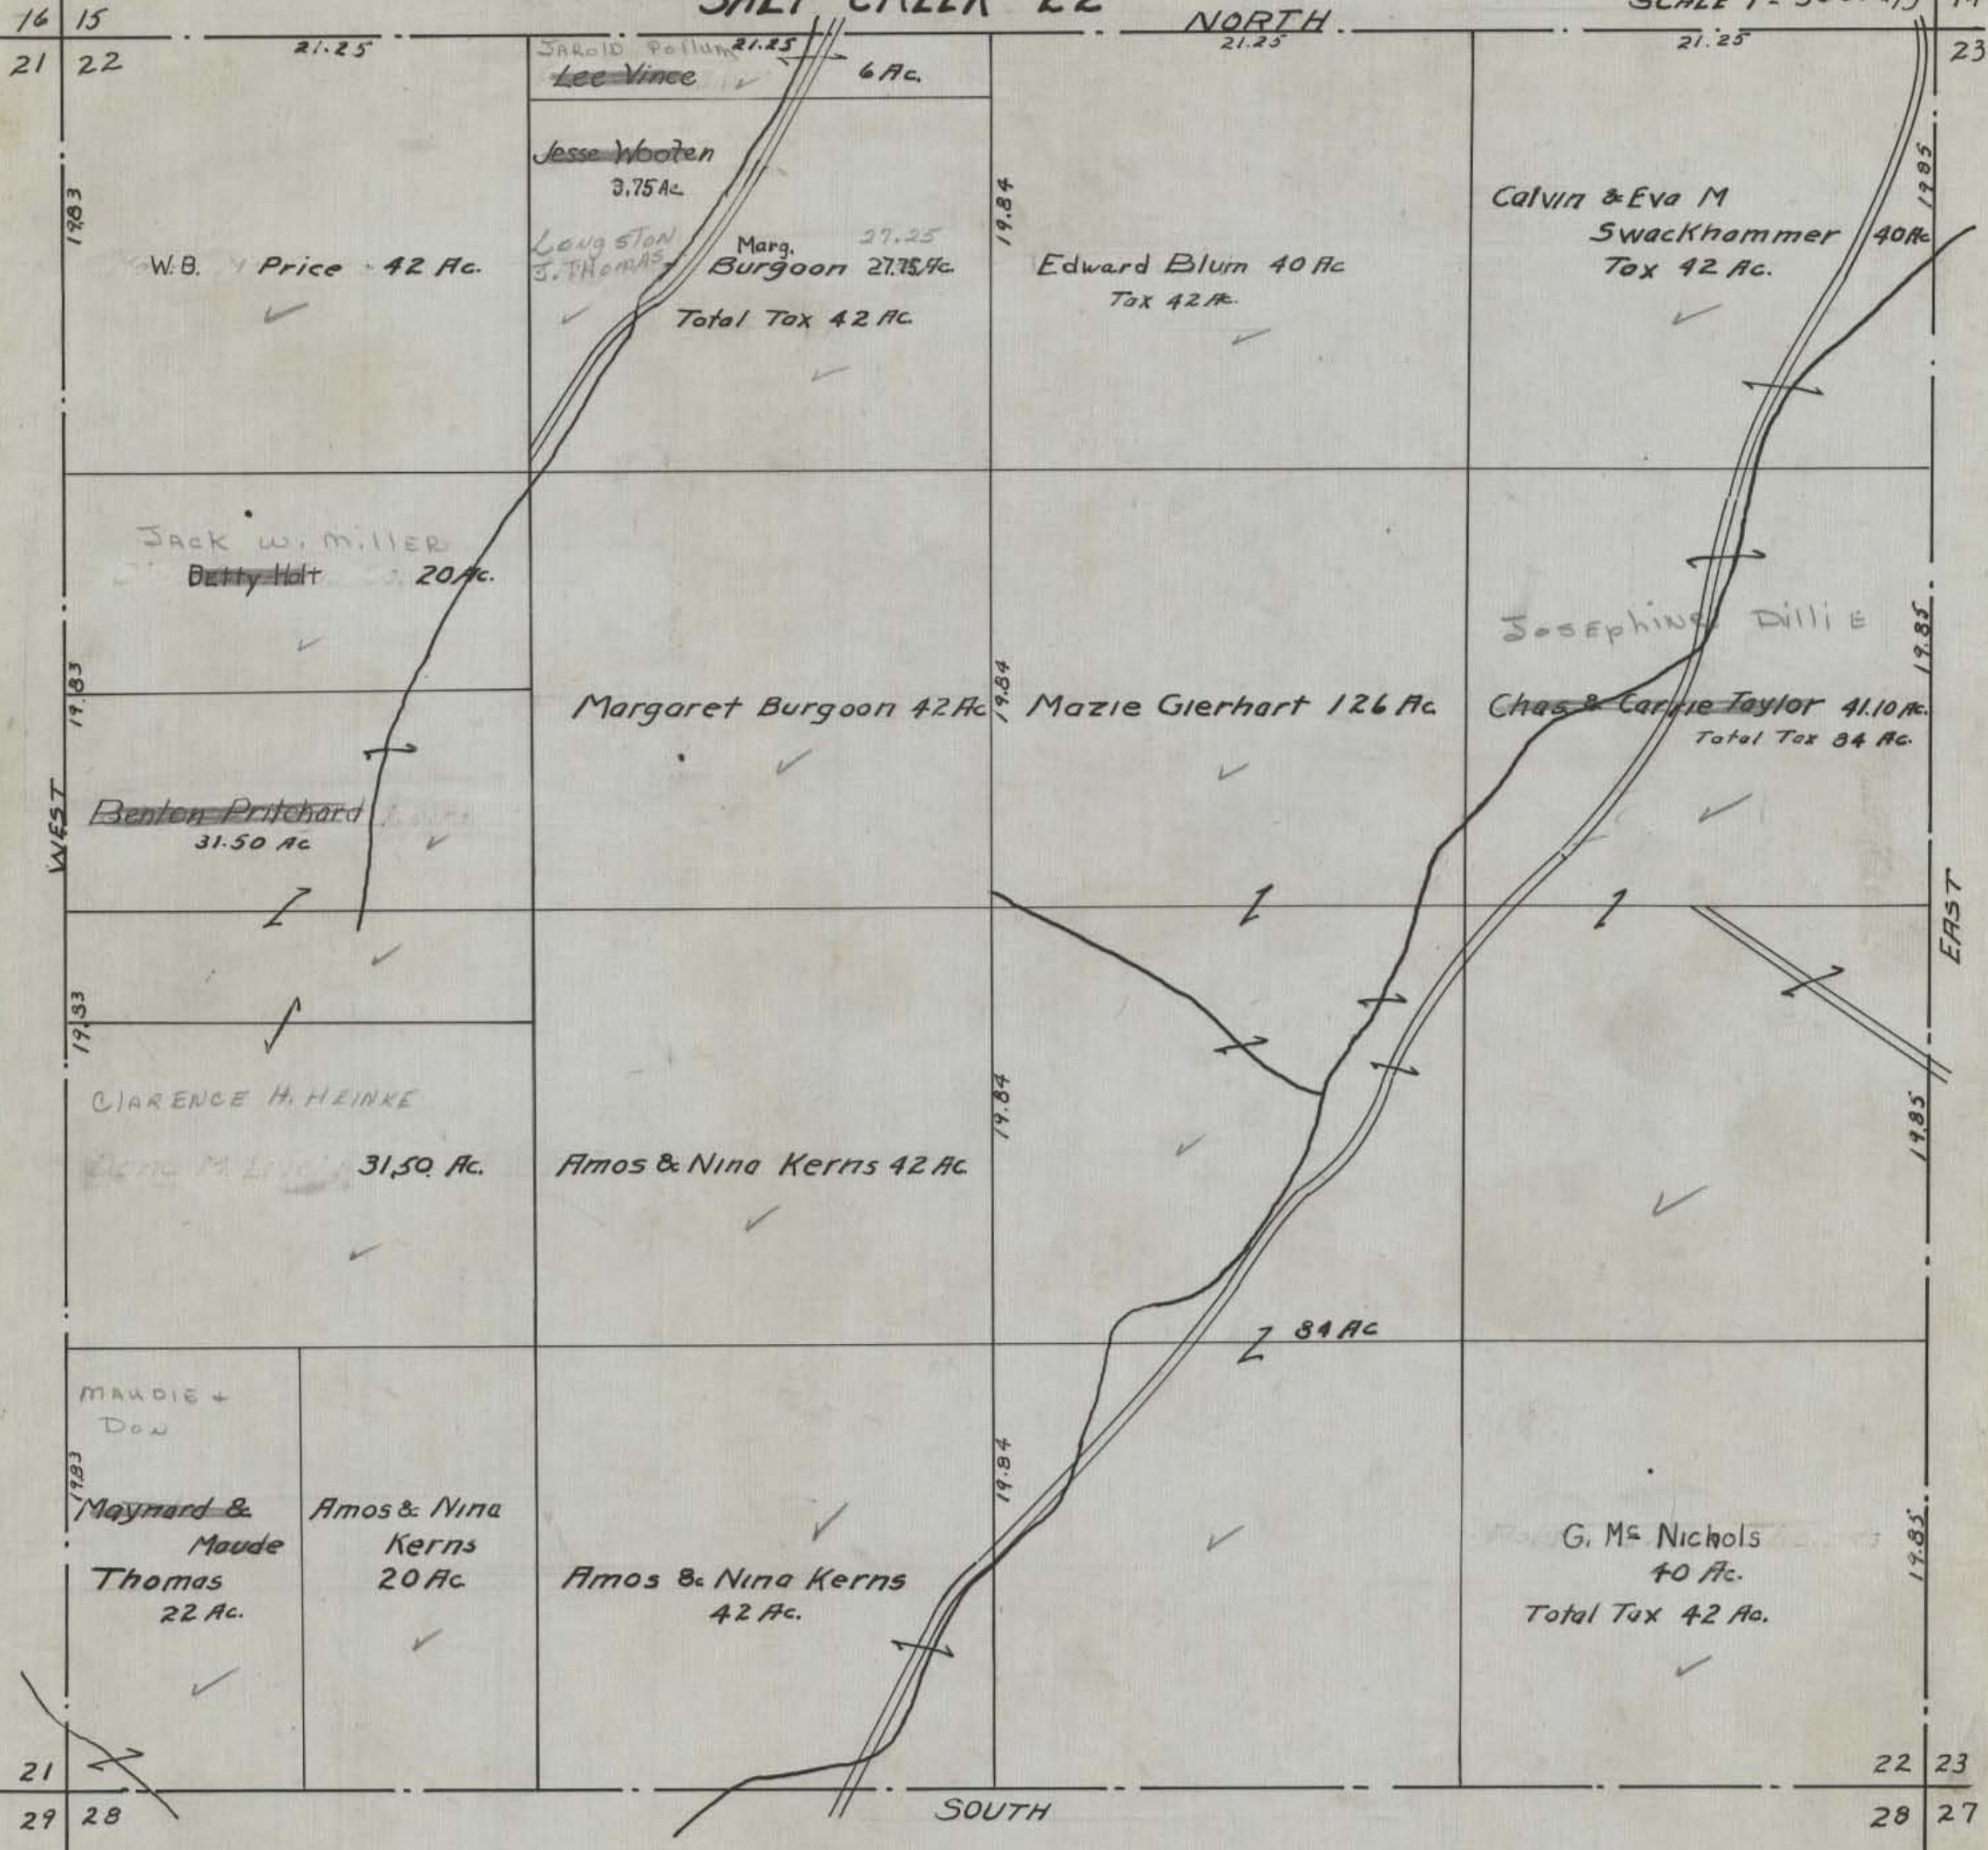 SALT CREEK 22
16 15
21 22
NORTH
23
21.25
21.25
21.25
21.25
JAROLD Pollum
Lee Vince
6 Ac.
Jesse Wooten
3.75 Ac
LongsTon
J. THOMAS
Marg. 27.25
Burgoon 27.75 Ac.
Total Tax 42 Ac.
W.B. Price 42 Ac.
Edward Blum 40 Ac
Tax 42 Ac.
Calvin & Eva M
Swackhammer 40 Ac
Tax 42 Ac.
19.83
19.84
19.85
JACK W. MillER
Betty Holt 20 Ac.
19.83
Benton Pritchard
31.50 Ac
WEST
Margaret Burgoon 42 Ac
19.84
Mazie Gierhart 126 Ac
JosEphiNE Dilli E
Chas & Carrie Taylor 41.10 Ac.
Total Tax 84 Ac.
19.85
EAST
19.83
ClARENCE H. HEINKE
31.50 Ac.
Amos & Nina Kerns 42 Ac
19.84
19.85
84 Ac
MAUDIE +
Don
19.83
Maynard &
Maude
Thomas
22 Ac.
Amos & Nina
Kerns
20 Ac
Amos & Nina Kerns
42 Ac.
19.84
G. Mc Nichols
40 Ac.
Total Tax 42 Ac.
19.85
21
29 28
SOUTH
22 23
28 27